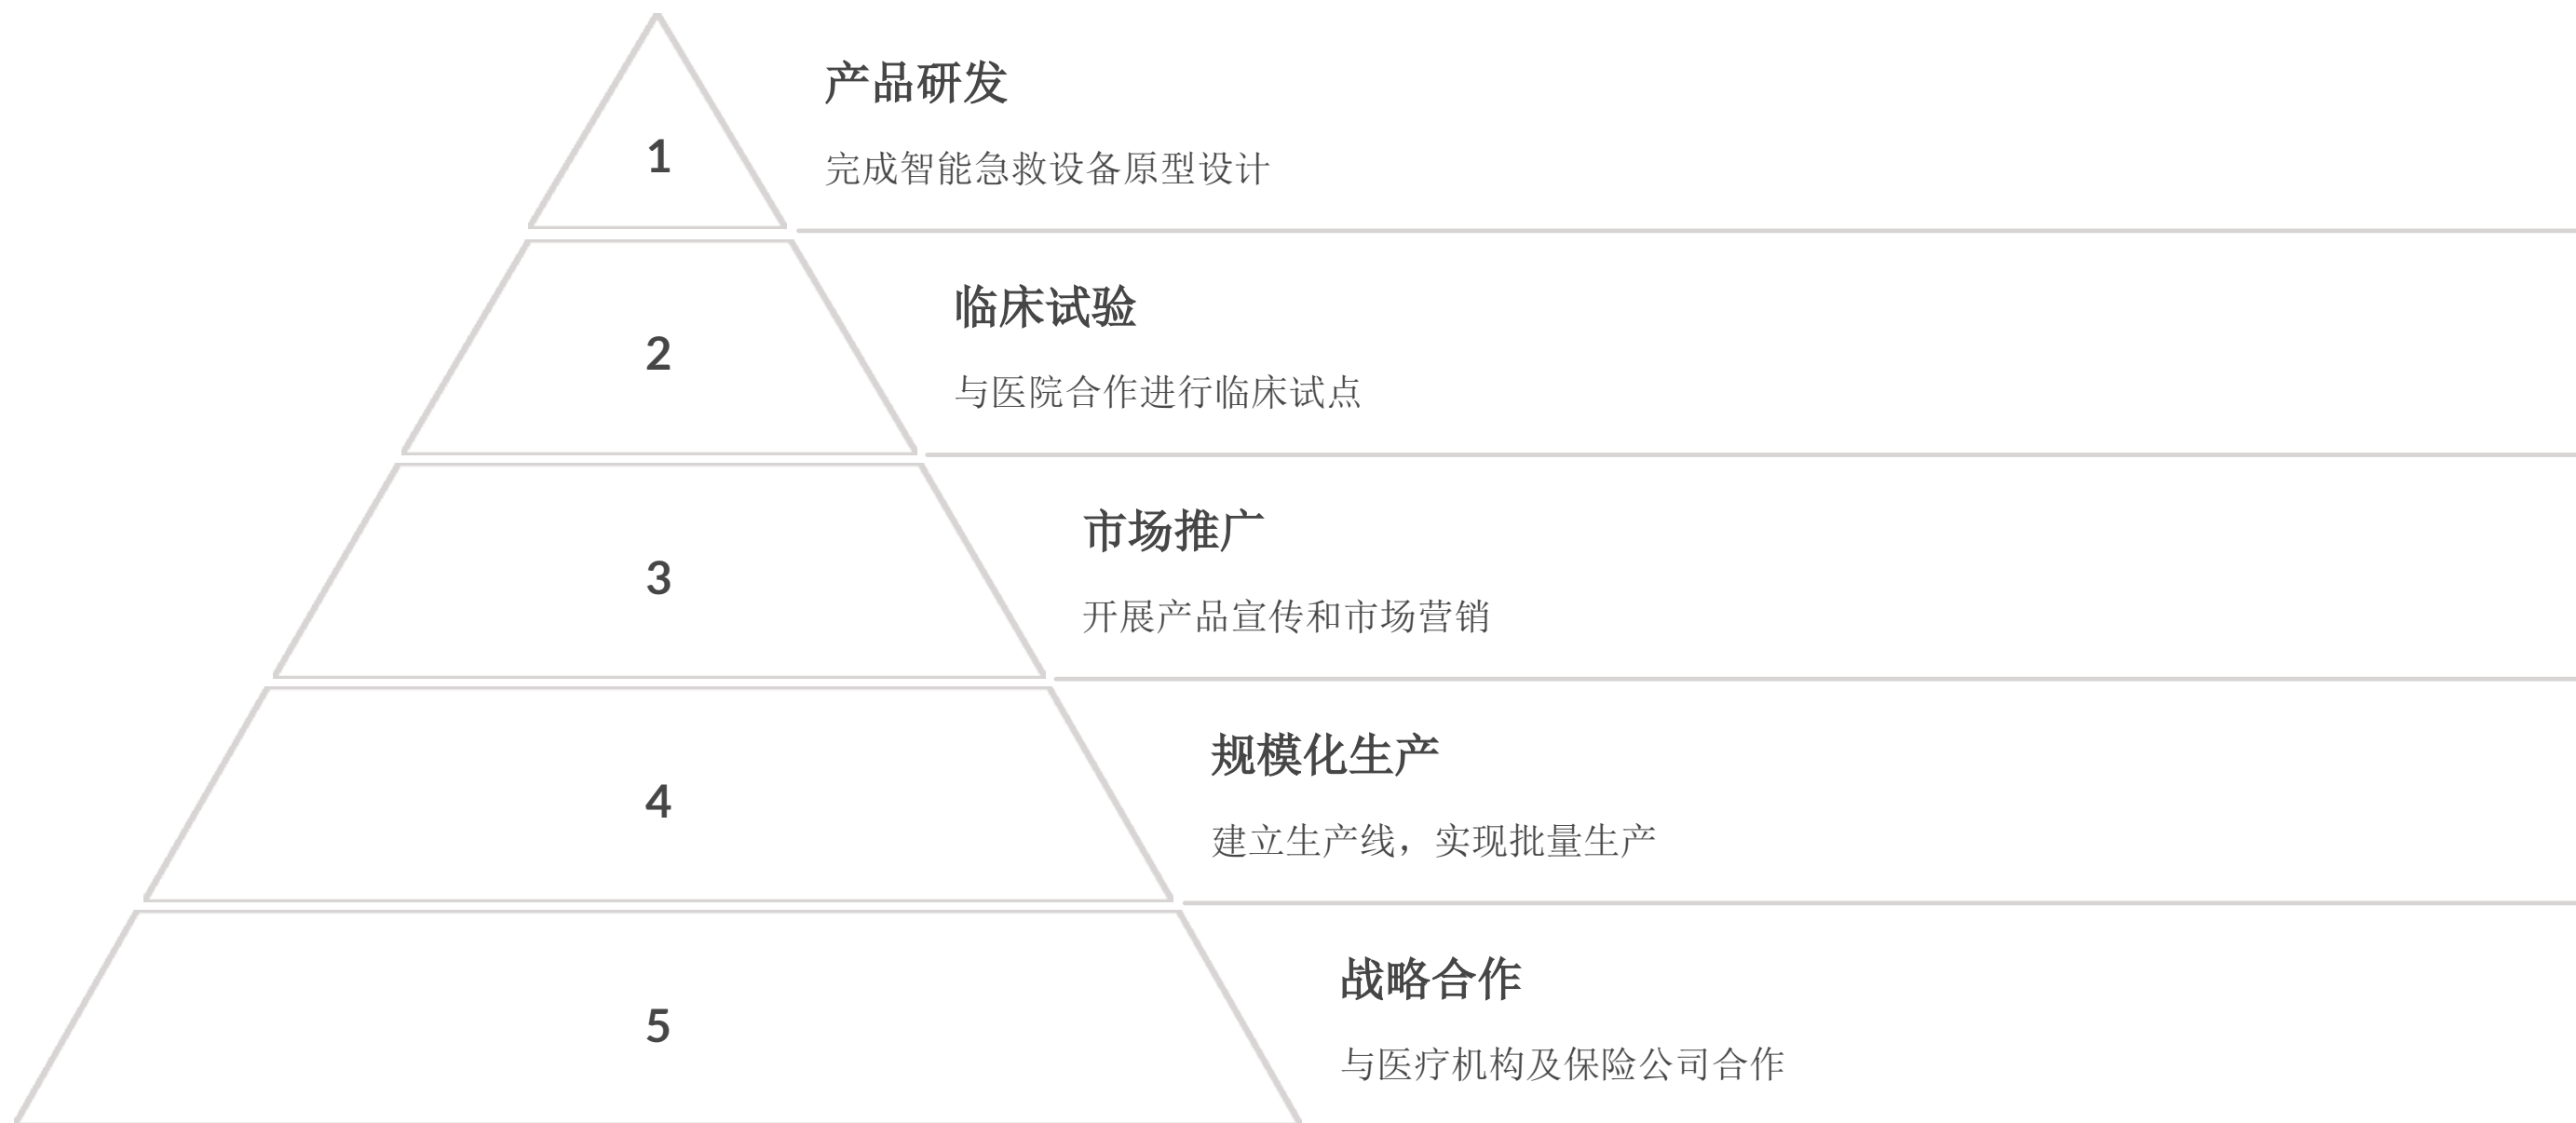 产品研发
1
完成智能急救设备原型设计
临床试验
2
与医院合作进行临床试点
市场推广
3
开展产品宣传和市场营销
规模化生产
4
建立生产线，实现批量生产
战略合作
5
与医疗机构及保险公司合作